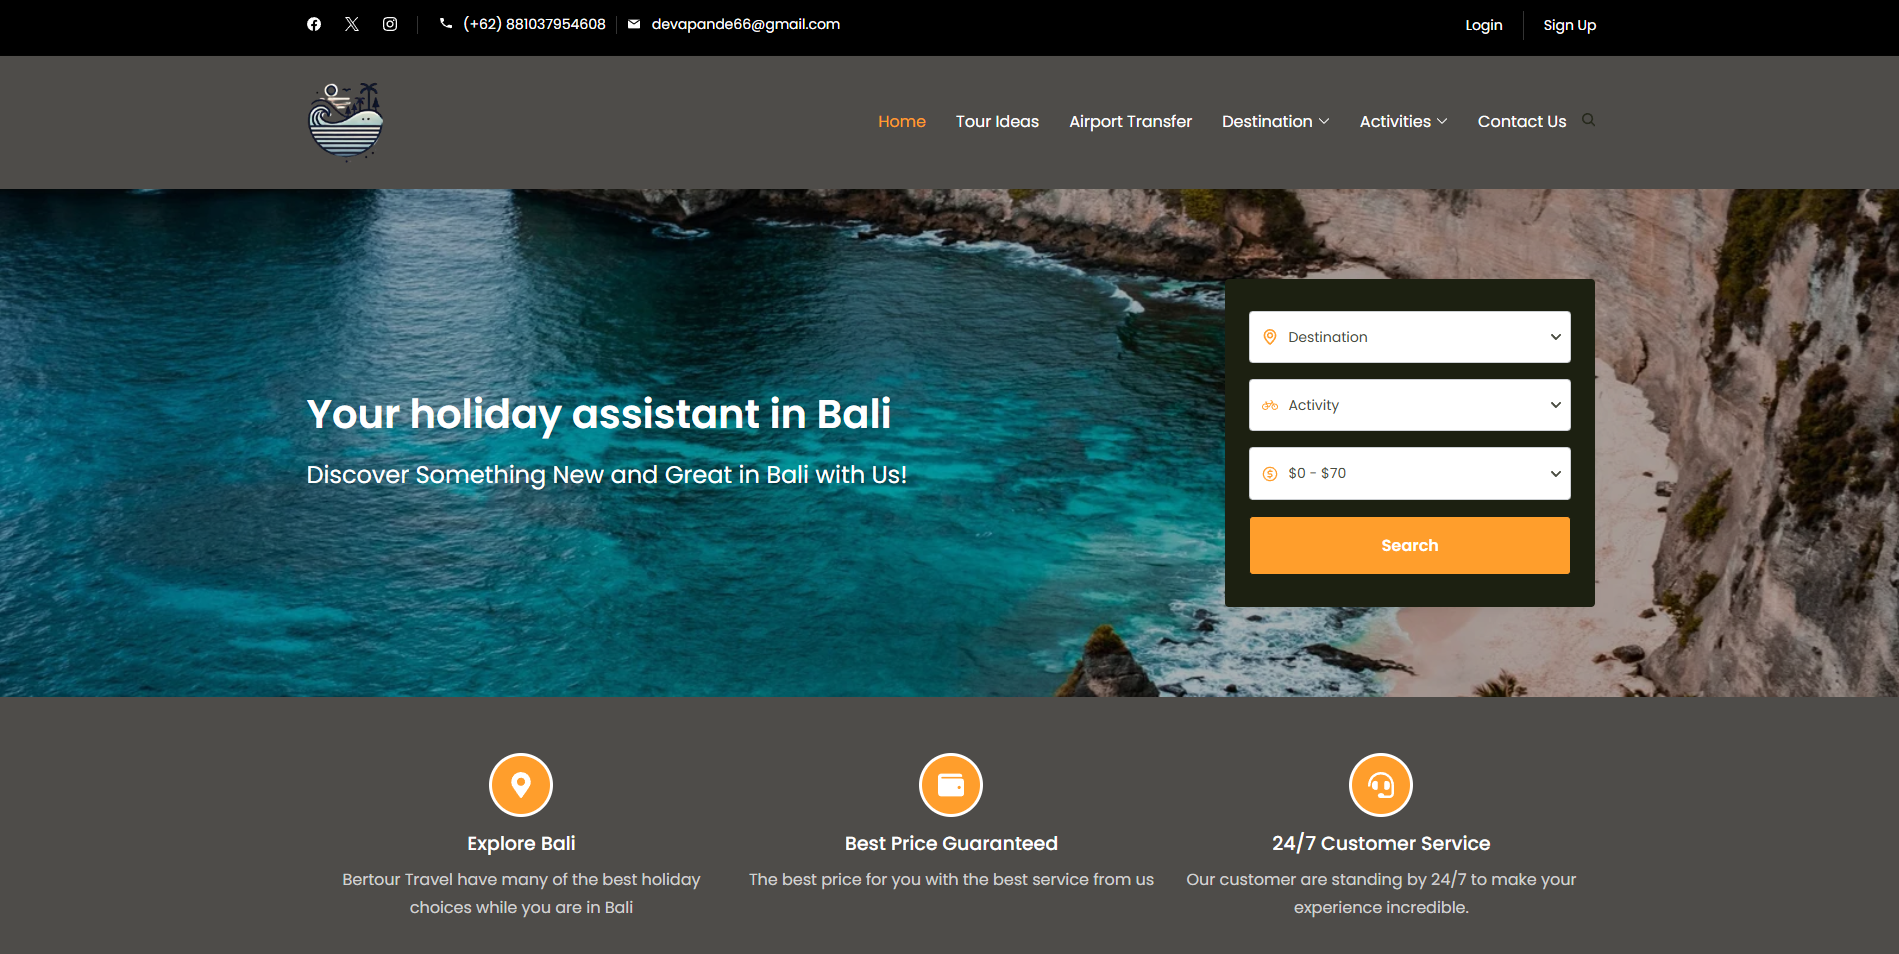 (+62) 881037954608
devapande66@gmail.com
Login
Sign Up
Home
Tour Ideas
Airport Transfer
Destination
Activities
Contact Us
Your holiday assistant in Bali
Discover Something New and Great in Bali with Us!
Destination
Activity
$0 - $70
Search
Explore Bali
Bertour Travel have many of the best holiday
choices while you are in Bali
Best Price Guaranteed
The best price for you with the best service from us
24/7 Customer Service
Our customer are standing by 24/7 to make your
experience incredible.